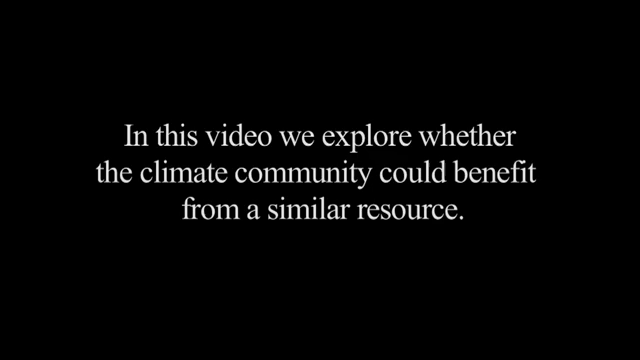 In this video we explore whether
the climate community could benefit
from a similar resource.